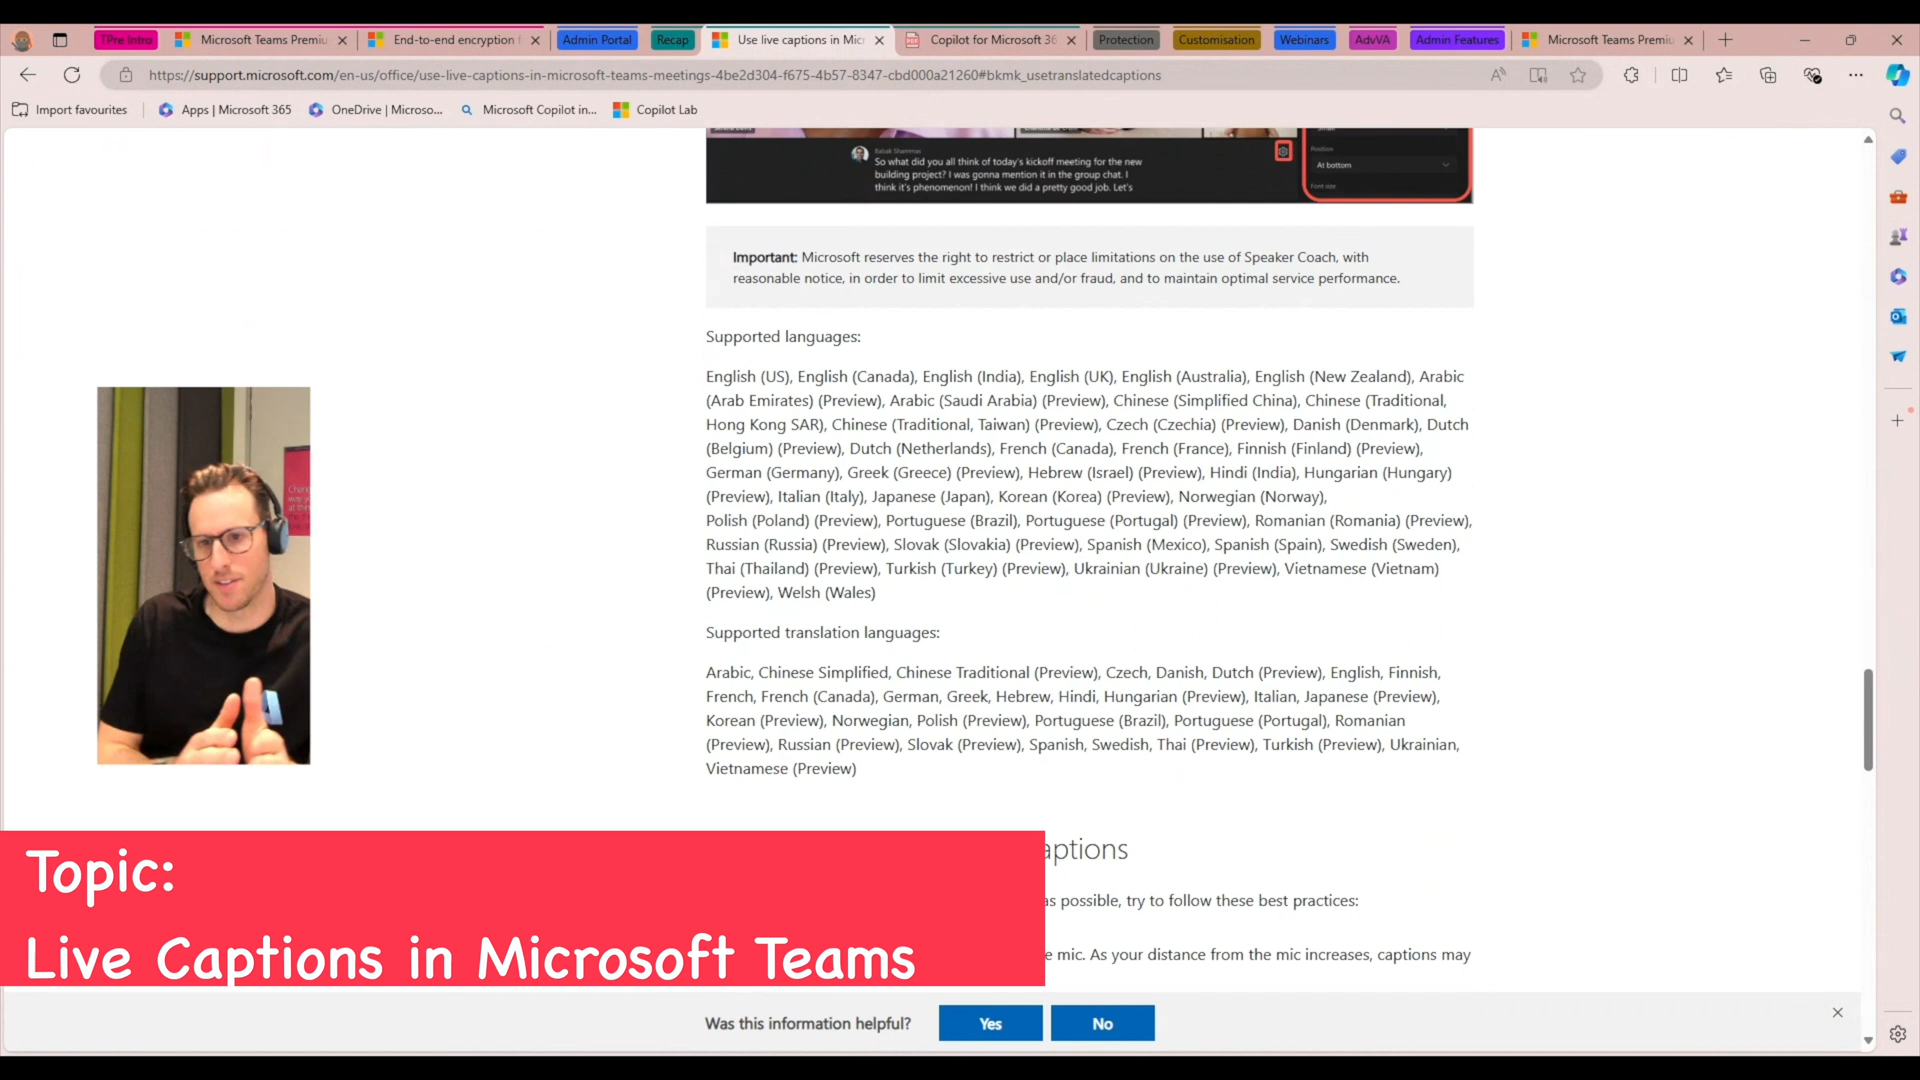 TPre Intro
Microsoft Teams Premiu
End-to-end encryption f
Admin Portal
Recap
Use live captions in Micr
Copilot for Microsoft 36
Protection
Customisation
Webinars
AdvVA
Admin Features
Microsoft Teams Premiu
https://support.microsoft.com/en-us/office/use-live-captions-in-microsoft-teams-meetings-4be2d304-f675-4b57-8347-cbd000a21260#bkmk_usetranslatedcaptions
Import favourites
Apps | Microsoft 365
OneDrive | Microso...
Microsoft Copilot in...
Copilot Lab
Position
At bottom
Font size
So what did you all think of today's kickoff meeting for the new
building project? I was gonna mention it in the group chat. I
think it's phenomenon! I think we did a pretty good job. Let's
Important: Microsoft reserves the right to restrict or place limitations on the use of Speaker Coach, with
reasonable notice, in order to limit excessive use and/or fraud, and to maintain optimal service performance.
Supported languages:
English (US), English (Canada), English (India), English (UK), English (Australia), English (New Zealand), Arabic
(Arab Emirates) (Preview), Arabic (Saudi Arabia) (Preview), Chinese (Simplified China), Chinese (Traditional,
Hong Kong SAR), Chinese (Traditional, Taiwan) (Preview), Czech (Czechia) (Preview), Danish (Denmark), Dutch
(Belgium) (Preview), Dutch (Netherlands), French (Canada), French (France), Finnish (Finland) (Preview),
German (Germany), Greek (Greece) (Preview), Hebrew (Israel) (Preview), Hindi (India), Hungarian (Hungary)
(Preview), Italian (Italy), Japanese (Japan), Korean (Korea) (Preview), Norwegian (Norway),
Polish (Poland) (Preview), Portuguese (Brazil), Portuguese (Portugal) (Preview), Romanian (Romania) (Preview),
Russian (Russia) (Preview), Slovak (Slovakia) (Preview), Spanish (Mexico), Spanish (Spain), Swedish (Sweden),
Thai (Thailand) (Preview), Turkish (Turkey) (Preview), Ukrainian (Ukraine) (Preview), Vietnamese (Vietnam)
(Preview), Welsh (Wales)
Supported translation languages:
Arabic, Chinese Simplified, Chinese Traditional (Preview), Czech, Danish, Dutch (Preview), English, Finnish,
French, French (Canada), German, Greek, Hebrew, Hindi, Hungarian (Preview), Italian, Japanese (Preview),
Korean (Preview), Norwegian, Polish (Preview), Portuguese (Brazil), Portuguese (Portugal), Romanian
(Preview), Russian (Preview), Slovak (Preview), Spanish, Swedish, Thai (Preview), Turkish (Preview), Ukrainian,
Vietnamese (Preview)
aptions
as possible, try to follow these best practices:
e mic. As your distance from the mic increases, captions may
Topic:
Live Captions in Microsoft Teams
Was this information helpful?
Yes
No